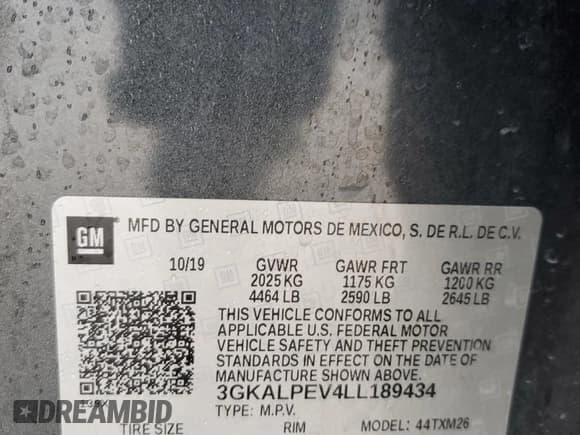 GM
MFD BY GENERAL MOTORS DE MEXICO, S. DE R.L. DE C.V.
10/19 GVWR GAWR FRT GAWR RR
2025 KG 1175 KG 1200 KG
4464 LB 2590 LB 2645 LB
THIS VEHICLE CONFORMS TO ALL
APPLICABLE U.S. FEDERAL MOTOR
VEHICLE SAFETY AND THEFT PREVENTION
STANDARDS IN EFFECT ON THE DATE OF
MANUFACTURE SHOWN ABOVE.
3GKALPEV4LL189434
TYPE: M.P.V. MODEL: 44TXM26
TIRE SIZE RIM
DREAMBID